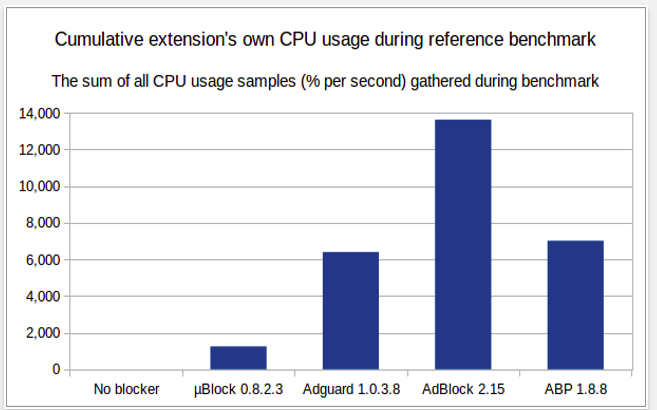 Cumulative extension's own CPU usage during reference benchmark
The sum of all CPU usage samples (% per second) gathered during benchmark
14,000
12,000
10,000
8,000
6,000
4,000
2,000
0
No blocker µBlock 0.8.2.3 Adguard 1.0.3.8 AdBlock 2.15 ABP 1.8.8